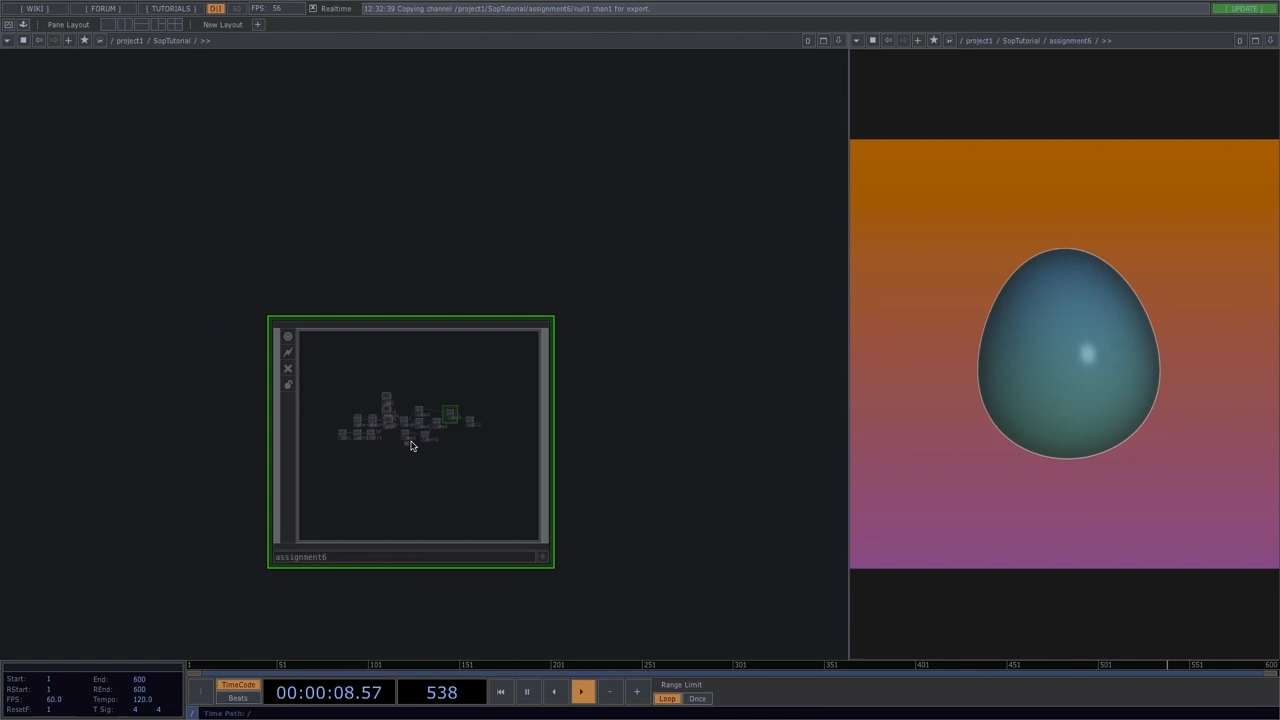 [ WIKI ] [ FORUM ] [ TUTORIALS ] O|I 60 FPS: 56 Realtime 12:32:39 Copying channel /project1/SopTutorial/assignment6/null1 chan1 for export. [ UPDATE ]
Pane Layout New Layout +
/ project1 / SopTutorial / >> 0
/ project1 / SopTutorial / assignment6 / >> 0
assignment6 +
1 51 101 151 201 251 301 351 401 451 501 551 600
Start: 1 End: 600
RStart: 1 REnd: 600
FPS: 60.0 Tempo: 120.0
ResetF: 1 T Sig: 4 4
TimeCode
Beats
00:00:08.57 538
- +
Range Limit
Loop Once
/ Time Path: /